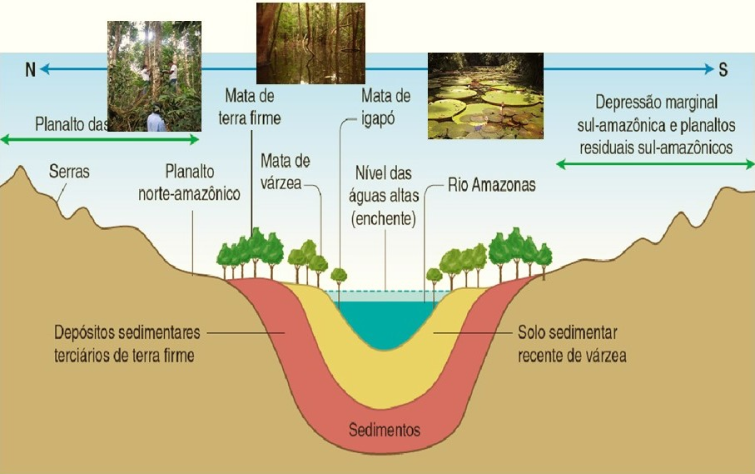 N
S
Mata de
terra firme
Mata de
igapó
Depressão marginal
sul-amazônica e planaltos
residuais sul-amazônicos
Planalto das
Serras
Planalto
norte-amazônico
Mata de
várzea
Nível das
águas altas
(enchente)
Rio Amazonas
Depósitos sedimentares
terciários de terra firme
Solo sedimentar
recente de várzea
Sedimentos